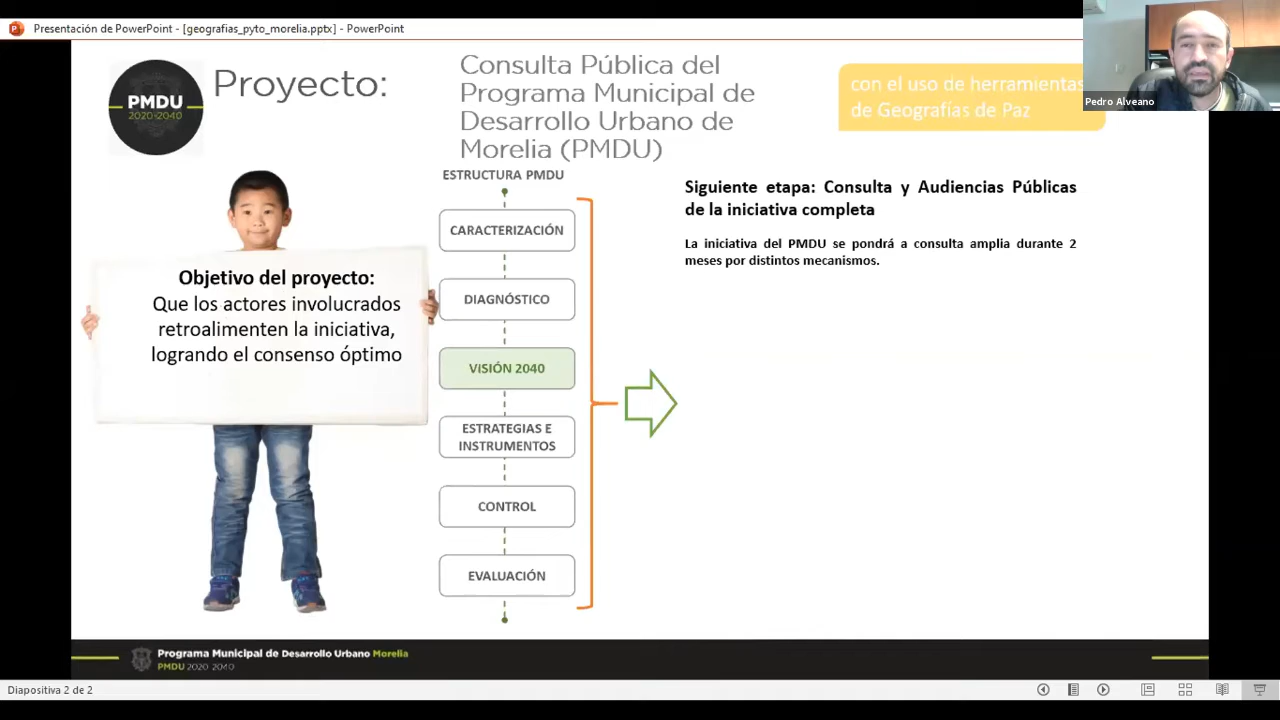 Presentación de PowerPoint - [geografias_pyto_morelia.pptx] - PowerPoint
PMDU
2020-2040
Proyecto:
Consulta Pública del
Programa Municipal de
Desarrollo Urbano de
Morelia (PMDU)
con el uso de herramientas
de Geografías de Paz
Pedro Alveano
ESTRUCTURA PMDU
CARACTERIZACIÓN
DIAGNÓSTICO
VISIÓN 2040
ESTRATEGIAS E
INSTRUMENTOS
CONTROL
EVALUACIÓN
Objetivo del proyecto:
Que los actores involucrados
retroalimenten la iniciativa,
logrando el consenso óptimo
Siguiente etapa: Consulta y Audiencias Públicas
de la iniciativa completa
La iniciativa del PMDU se pondrá a consulta amplia durante 2
meses por distintos mecanismos.
Programa Municipal de Desarrollo Urbano Morelia
PMDU 2020-2040
Diapositiva 2 de 2